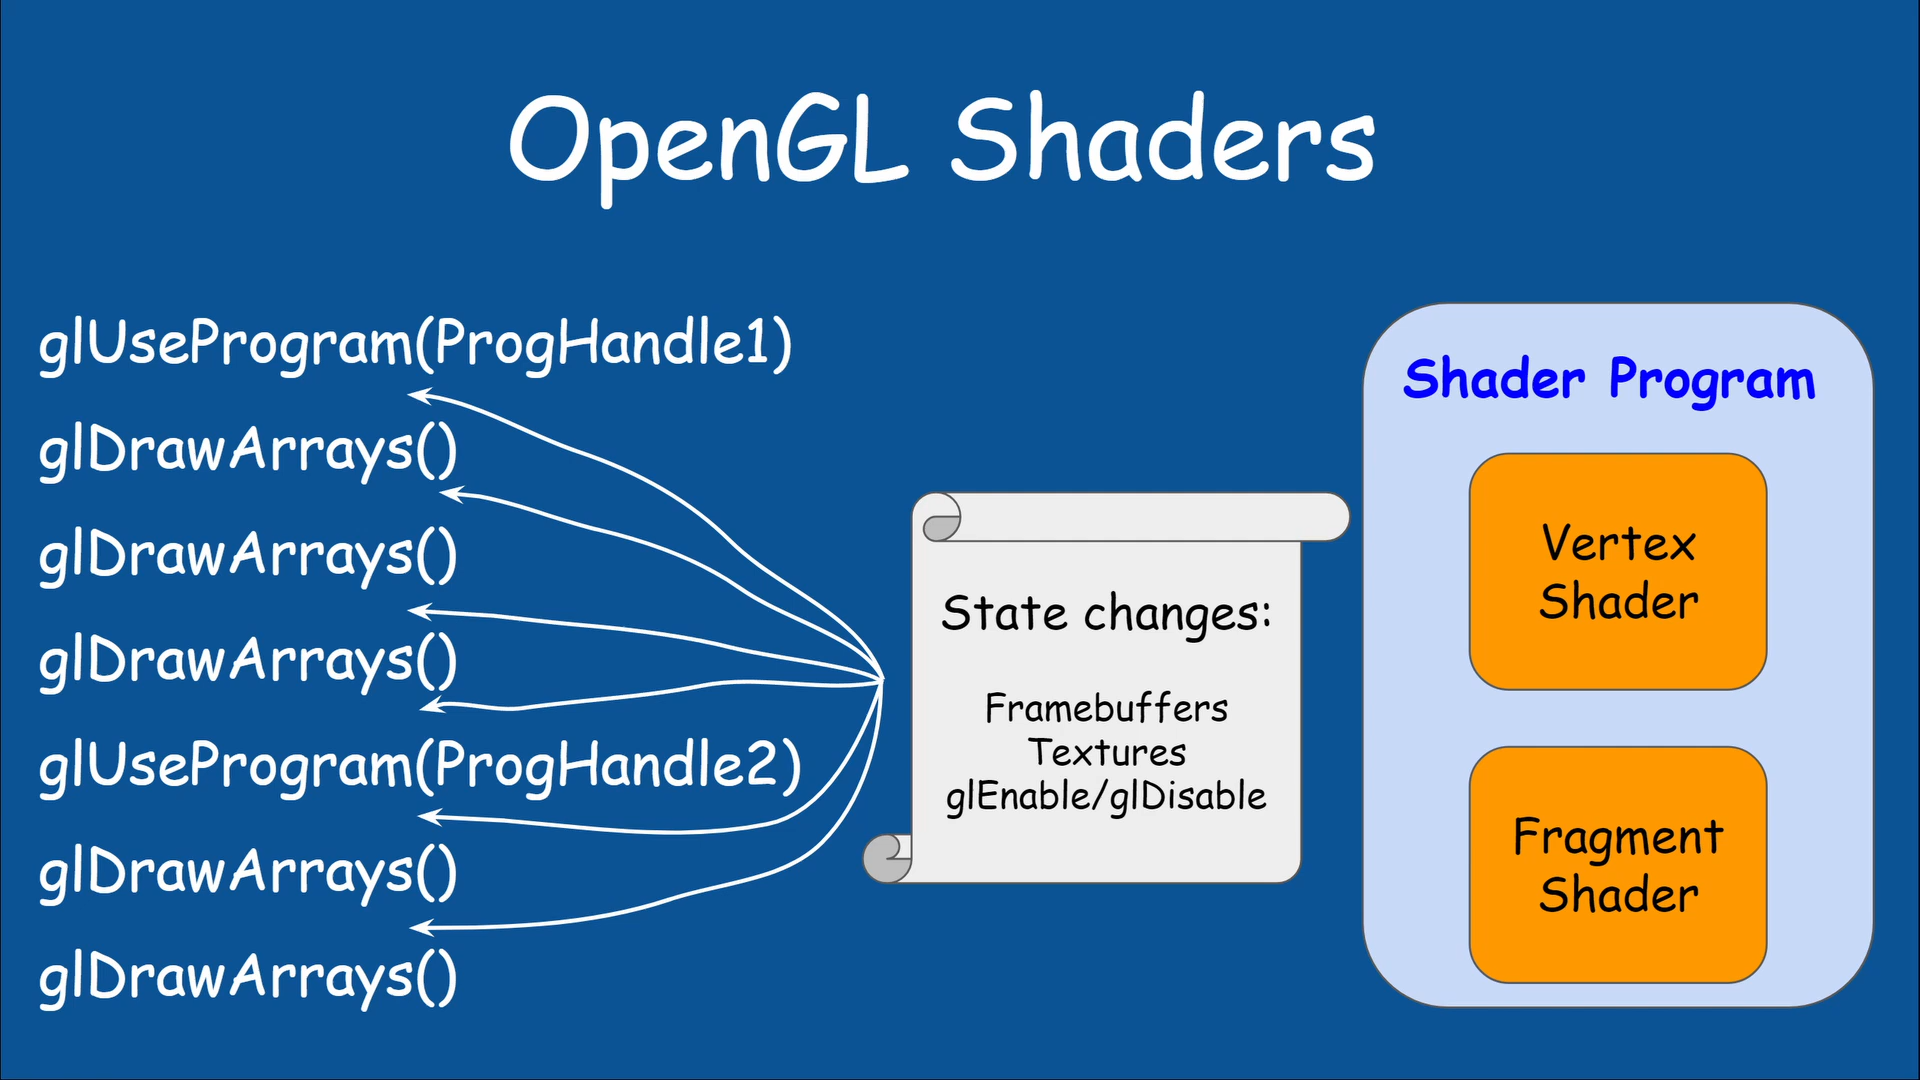 OpenGL Shaders
glUseProgram(ProgHandle1)
glDrawArrays()
glDrawArrays()
glDrawArrays()
glUseProgram(ProgHandle2)
glDrawArrays()
glDrawArrays()
State changes:
Framebuffers
Textures
glEnable/glDisable
Shader Program
Vertex
Shader
Fragment
Shader